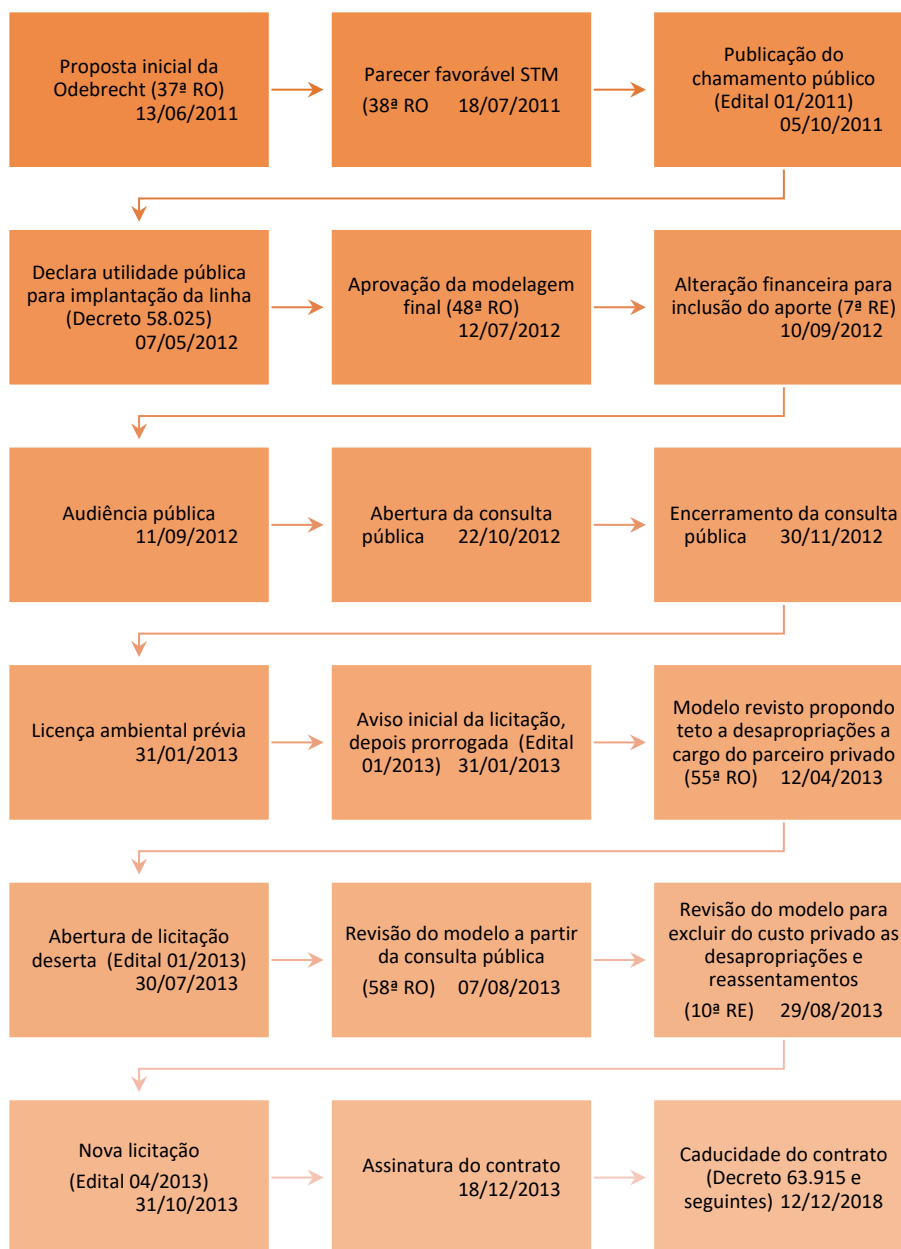 Proposta inicial da
Odebrecht (37ª RO)
13/06/2011
Parecer favorável STM
(38ª RO 18/07/2011
Publicação do
chamamento público
(Edital 01/2011)
05/10/2011
Declara utilidade pública
para implantação da linha
(Decreto 58.025)
07/05/2012
Aprovação da modelagem
final (48ª RO)
12/07/2012
Alteração financeira para
inclusão do aporte (7ª RE)
10/09/2012
Audiência pública
11/09/2012
Abertura da consulta
pública 22/10/2012
Encerramento da consulta
pública 30/11/2012
Licença ambiental prévia
31/01/2013
Aviso inicial da licitação,
depois prorrogada (Edital
01/2013) 31/01/2013
Modelo revisto propondo
teto a desapropriações a
cargo do parceiro privado
(55ª RO) 12/04/2013
Abertura de licitação
deserta (Edital 01/2013)
30/07/2013
Revisão do modelo a partir
da consulta pública
(58ª RO) 07/08/2013
Revisão do modelo para
excluir do custo privado as
desapropriações e
reassentamentos
(10ª RE) 29/08/2013
Nova licitação
(Edital 04/2013)
31/10/2013
Assinatura do contrato
18/12/2013
Caducidade do contrato
(Decreto 63.915 e
seguintes) 12/12/2018